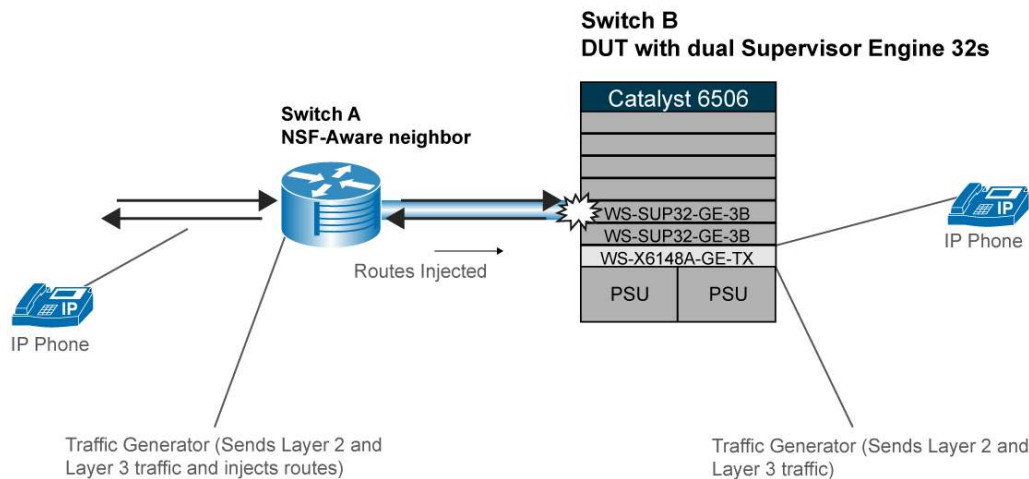 Switch B
DUT with dual Supervisor Engine 32s
Catalyst 6506
Switch A
NSF-Aware neighbor
WS-SUP32-GE-3B
WS-SUP32-GE-3B
WS-X6148A-GE-TX
IP
IP Phone
Routes Injected
PSU
PSU
IP
IP Phone
Traffic Generator (Sends Layer 2 and
Layer 3 traffic and injects routes)
Traffic Generator (Sends Layer 2 and
Layer 3 traffic)